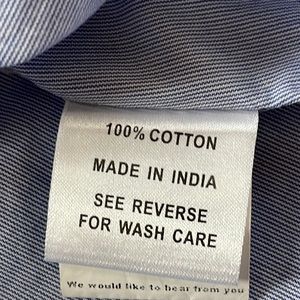 100% COTTON
MADE IN INDIA
SEE REVERSE
FOR WASH CARE
We would like to hear from you